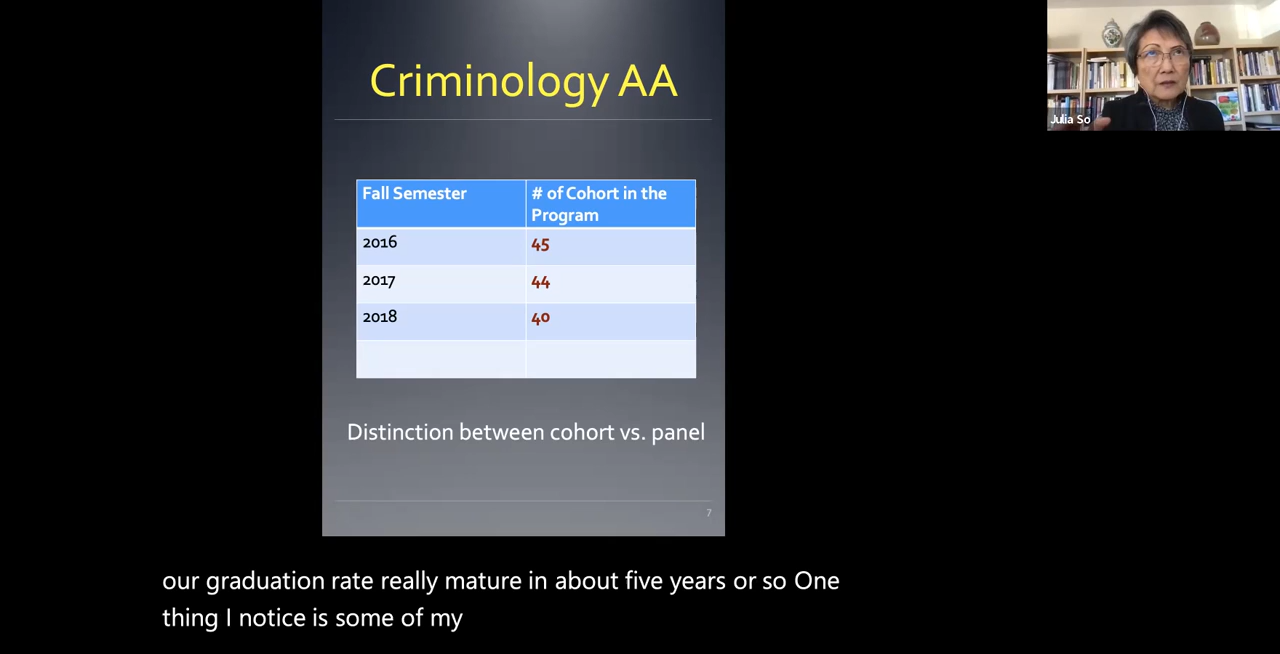 Criminology AA
Julia So
Fall Semester
# of Cohort in the
Program
2016
45
2017
44
2018
40
Distinction between cohort vs. panel
7
our graduation rate really mature in about five years or so One
thing I notice is some of my